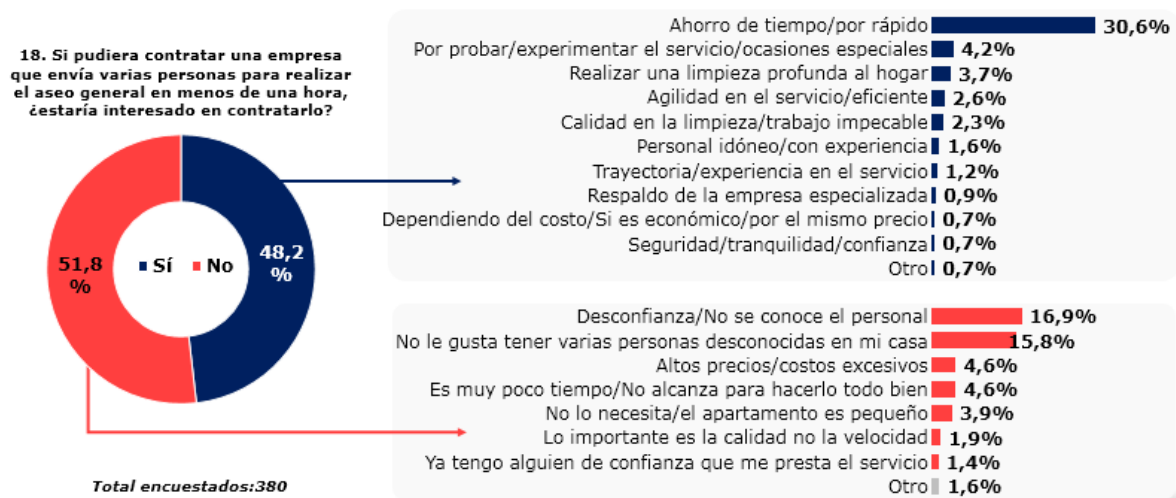 18. Si pudiera contratar una empresa
que envía varias personas para realizar
el aseo general en menos de una hora,
¿estaría interesado en contratarlo?
51,8
%
Sí
No
48,2
%
Total encuestados:380
Ahorro de tiempo/por rápido 30,6%
Por probar/experimentar el servicio/ocasiones especiales 4,2%
Realizar una limpieza profunda al hogar 3,7%
Agilidad en el servicio/eficiente 2,6%
Calidad en la limpieza/trabajo impecable 2,3%
Personal idóneo/con experiencia 1,6%
Trayectoria/experiencia en el servicio 1,2%
Respaldo de la empresa especializada 0,9%
Dependiendo del costo/Si es económico/por el mismo precio 0,7%
Seguridad/tranquilidad/confianza 0,7%
Otro 0,7%
Desconfianza/No se conoce el personal 16,9%
No le gusta tener varias personas desconocidas en mi casa 15,8%
Altos precios/costos excesivos 4,6%
Es muy poco tiempo/No alcanza para hacerlo todo bien 4,6%
No lo necesita/el apartamento es pequeño 3,9%
Lo importante es la calidad no la velocidad 1,9%
Ya tengo alguien de confianza que me presta el servicio 1,4%
Otro 1,6%